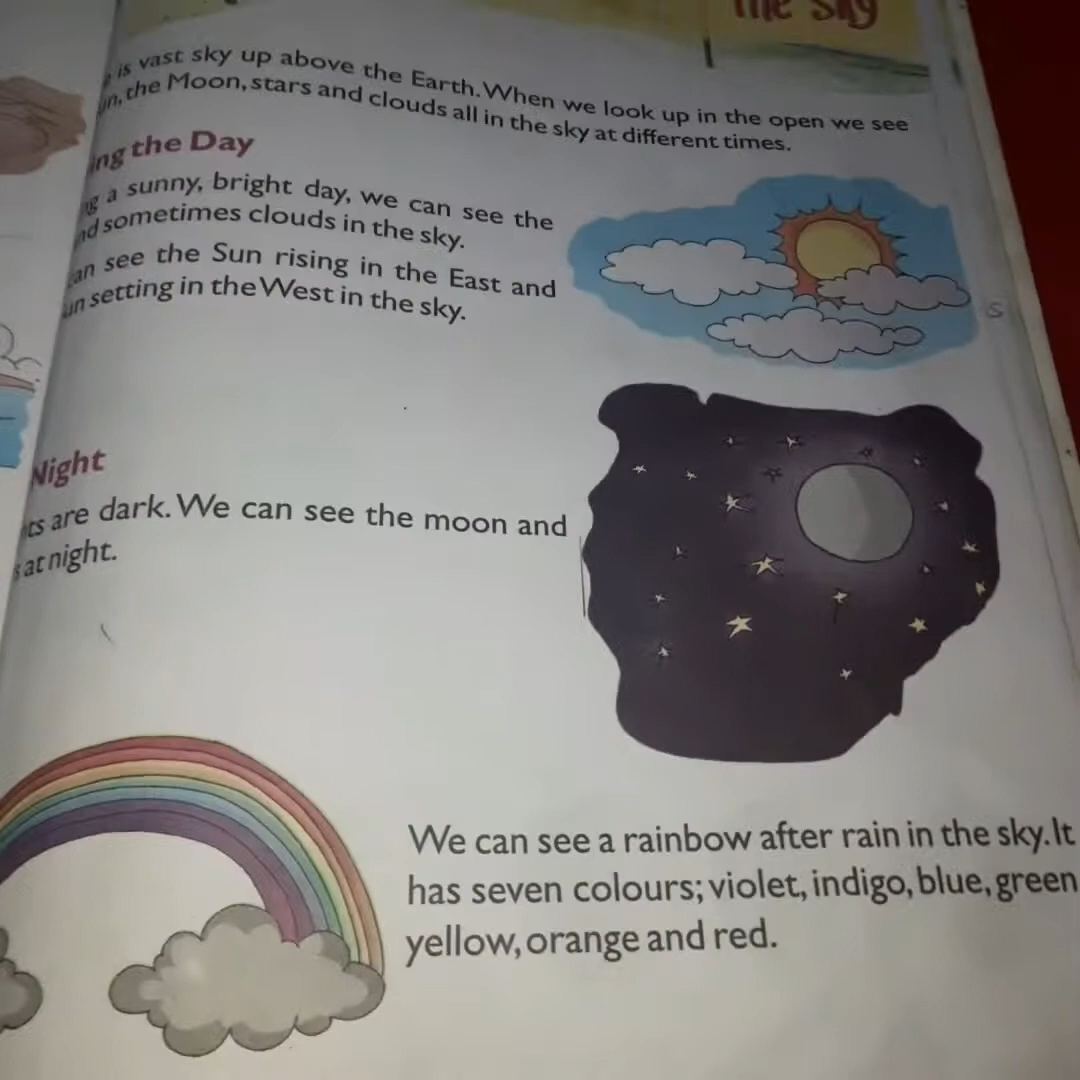 the sky
is vast sky up above the Earth. When we look up in the open we see
the Moon, stars and clouds all in the sky at different times.
the Day
a sunny, bright day, we can see the
sometimes clouds in the sky.
see the Sun rising in the East and
setting in the West in the sky.
Night
are dark. We can see the moon and
at night.
We can see a rainbow after rain in the sky. It
has seven colours; violet, indigo, blue, green
yellow, orange and red.